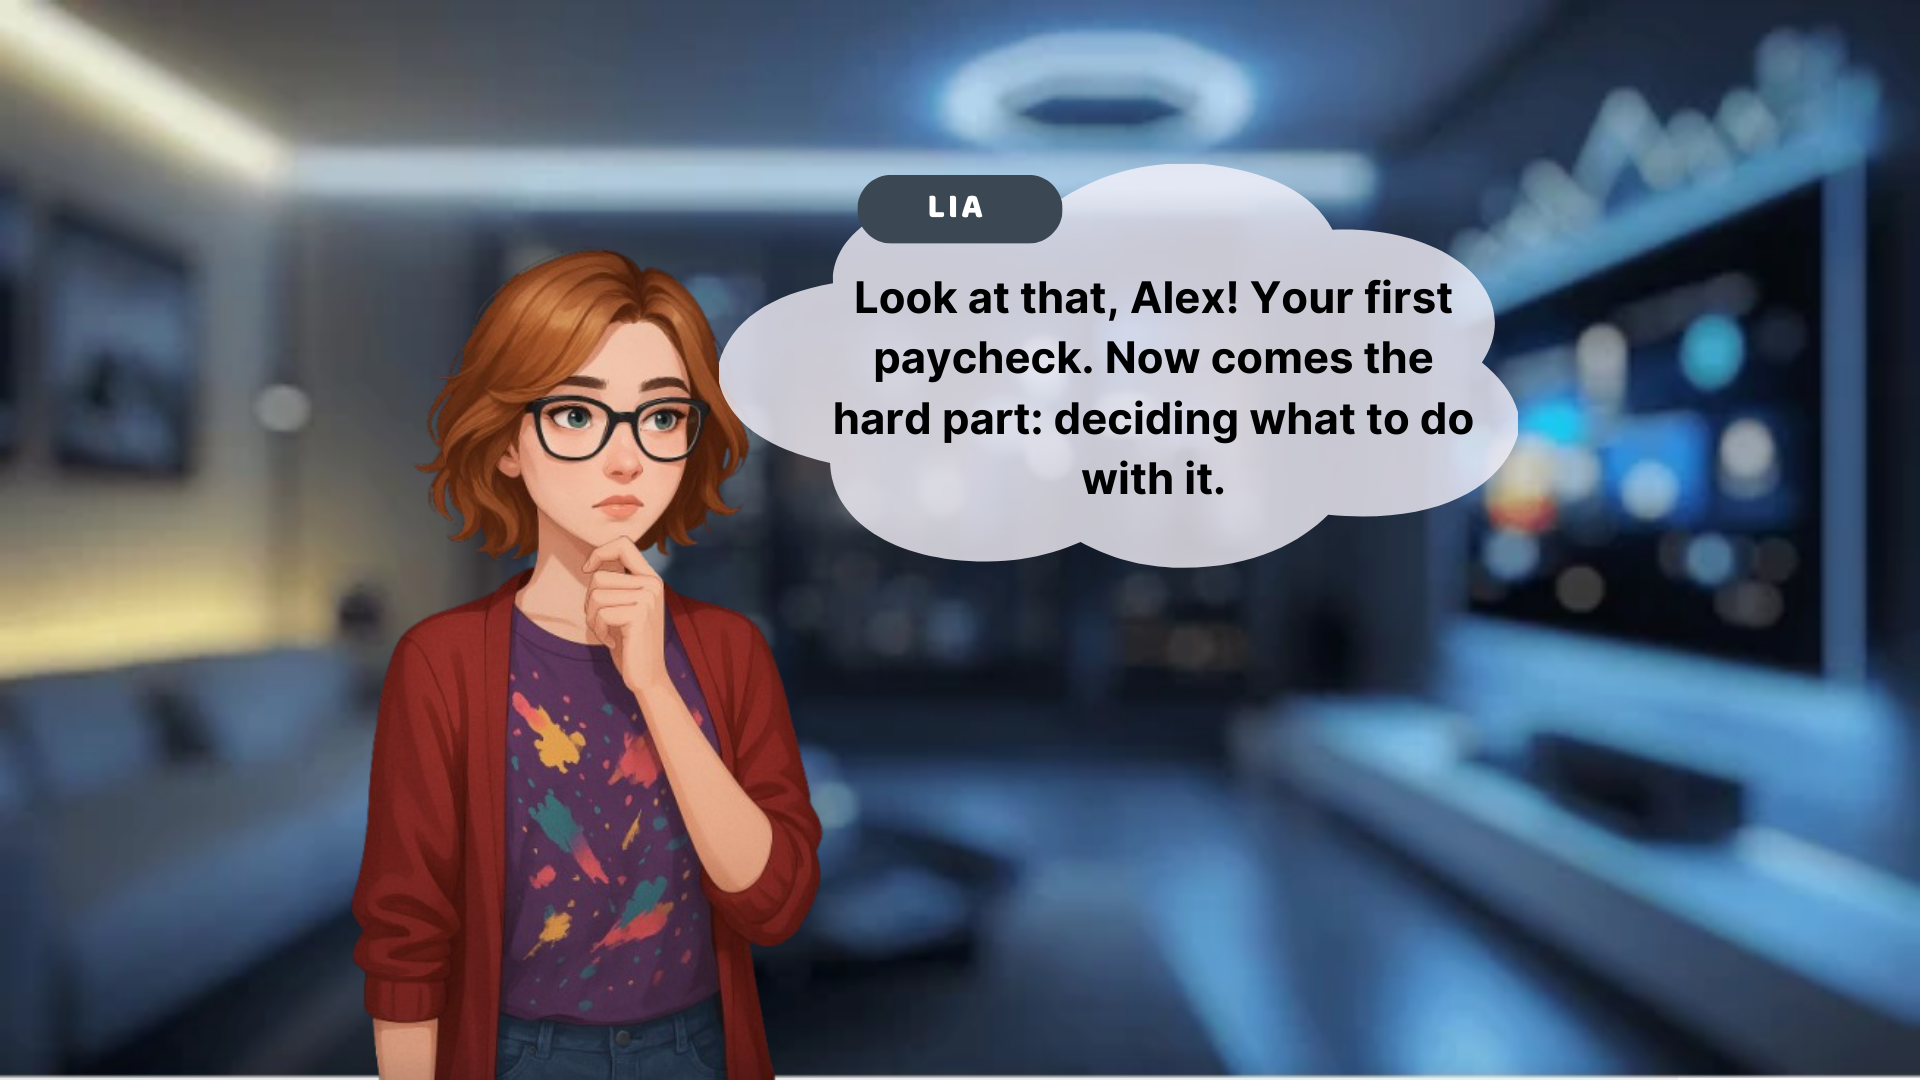 LIA
Look at that, Alex! Your first
paycheck. Now comes the
hard part: deciding what to do
with it.